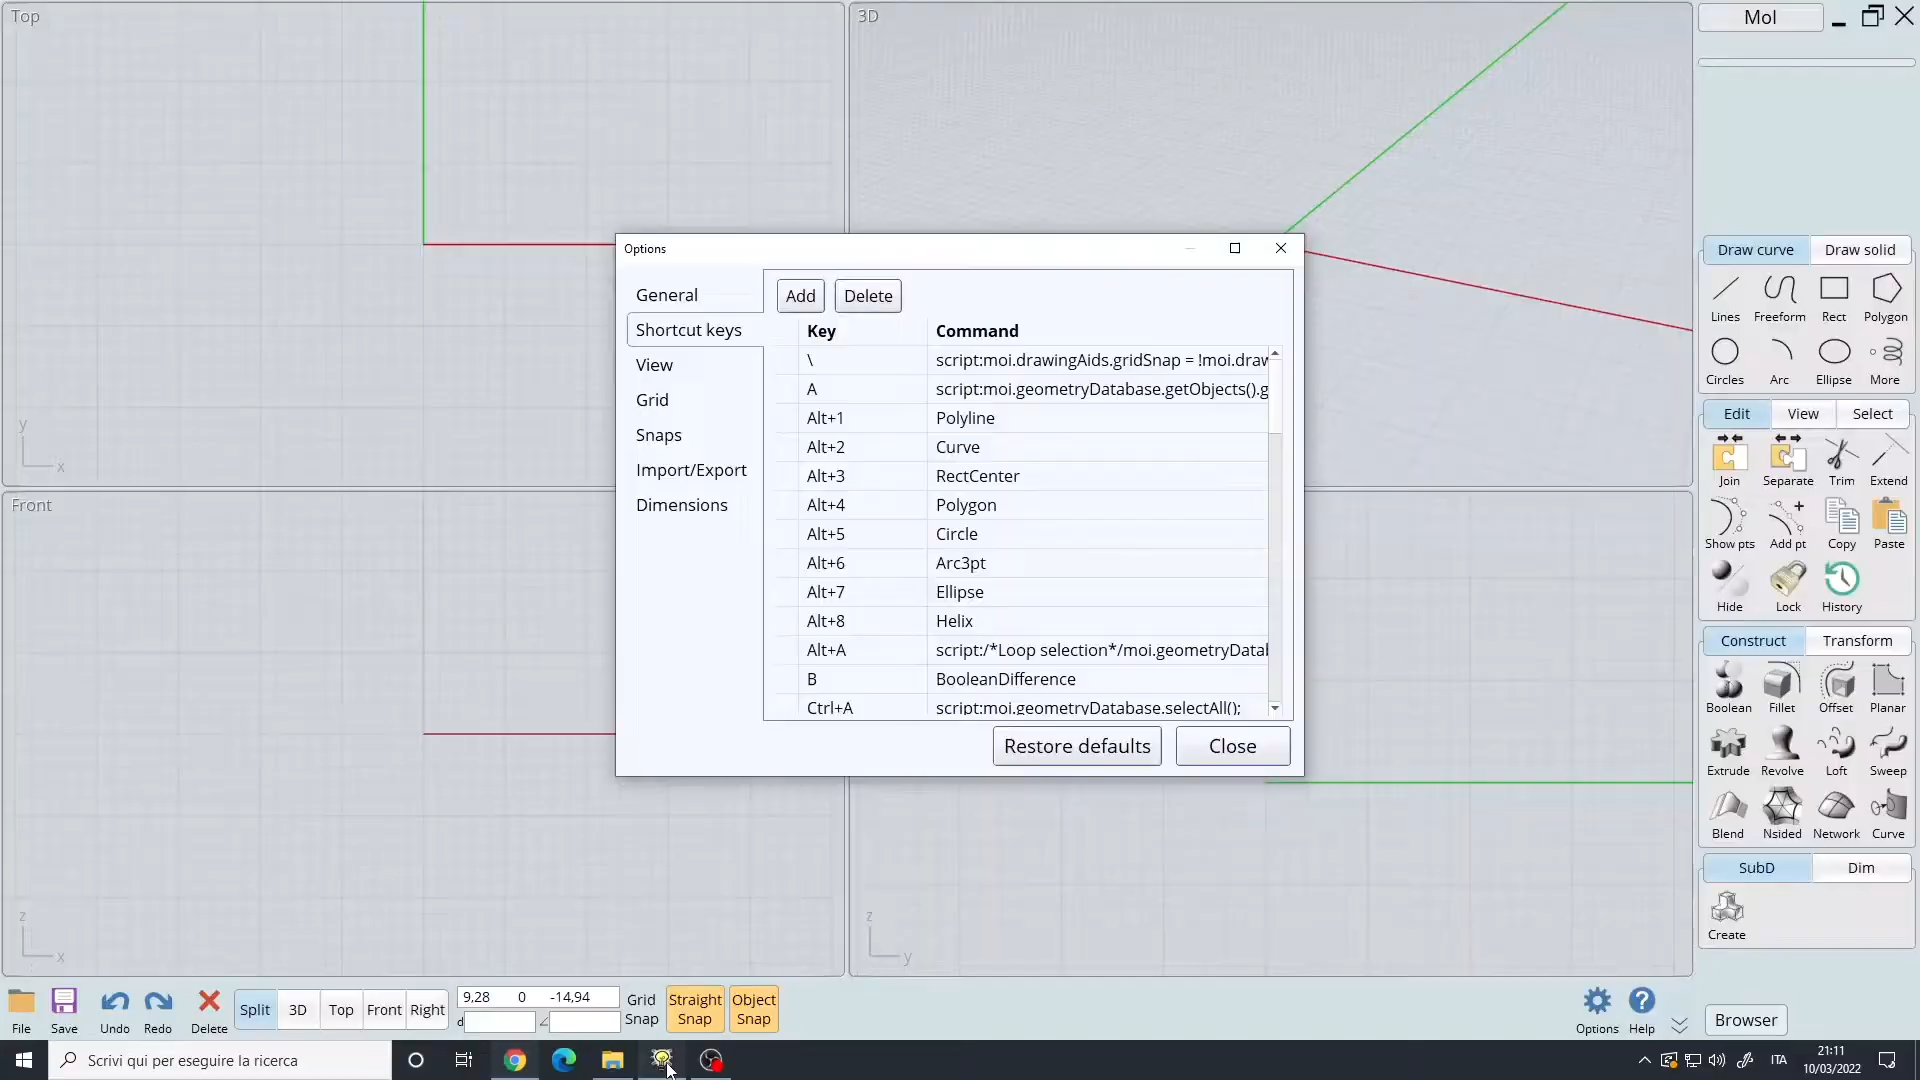 Top
3D
MoI
Options
General
Shortcut keys
View
Grid
Snaps
Import/Export
Dimensions
Add
Delete
Key Command
\ script:moi.drawingAids.gridSnap = !moi.draw
A script:moi.geometryDatabase.getObjects().g
Alt+1 Polyline
Alt+2 Curve
Alt+3 RectCenter
Alt+4 Polygon
Alt+5 Circle
Alt+6 Arc3pt
Alt+7 Ellipse
Alt+8 Helix
Alt+A script:/*Loop selection*/moi.geometryDatal
B BooleanDifference
Ctrl+A script:moi.geometryDatabase.selectAll();
Restore defaults
Close
y
x
Front
z
x
z
y
Draw curve Draw solid
Lines Freeform Rect Polygon
Circles Arc Ellipse More
Edit View Select
Join Separate Trim Extend
Show pts Add pt Copy Paste
Hide Lock History
Construct Transform
Boolean Fillet Offset Planar
Extrude Revolve Loft Sweep
Blend Nsided Network Curve
SubD Dim
Create
File
Save
Undo
Redo
Delete
Split
3D
Top
Front
Right
9,28 0 -14,94
d
Grid
Snap
Straight
Snap
Object
Snap
Options
Help
Browser
Scrivi qui per eseguire la ricerca
ITA
21:11
10/03/2022